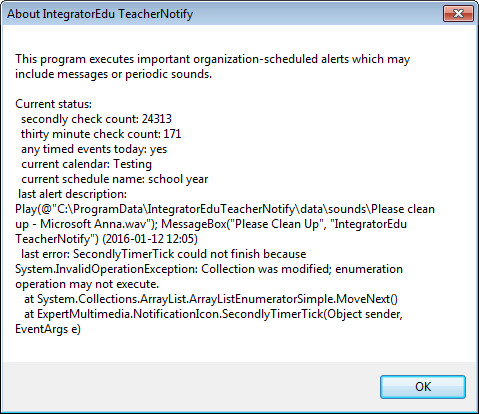 About IntegratorEdu TeacherNotify
This program executes important organization-scheduled alerts which may
include messages or periodic sounds.
Current status:
secondly check count: 24313
thirty minute check count: 171
any timed events today: yes
current calendar: Testing
current schedule name: school year
last alert description:
Play(@"C:\ProgramData\IntegratorEduTeacherNotify\data\sounds\Please clean
up - Microsoft Anna.wav"); MessageBox("Please Clean Up", "IntegratorEdu
TeacherNotify") (2016-01-12 12:05)
last error: SecondlyTimerTick could not finish because
System.InvalidOperationException: Collection was modified; enumeration
operation may not execute.
at System.Collections.ArrayList.ArrayListEnumeratorSimple.MoveNext()
at ExpertMultimedia.NotificationIcon.SecondlyTimerTick(Object sender,
EventArgs e)
OK